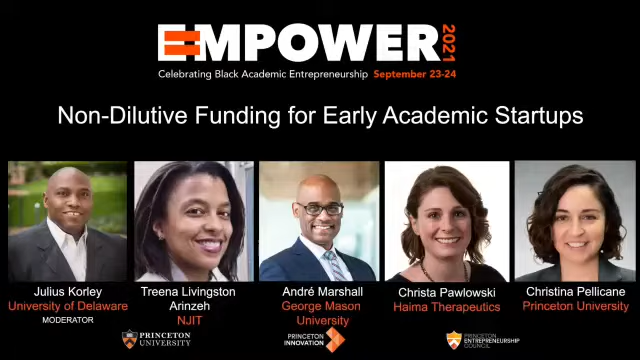 EMPOWER 2021
Celebrating Black Academic Entrepreneurship September 23-24
Non-Dilutive Funding for Early Academic Startups
Julius Korley
University of Delaware
MODERATOR
Treena Livingston
Arinzeh
NJIT
André Marshall
George Mason
University
Christa Pawlowski
Haima Therapeutics
Christina Pellicane
Princeton University
PRINCETON
UNIVERSITY
PRINCETON
INNOVATION
PRINCETON
ENTREPRENEURSHIP
COUNCIL